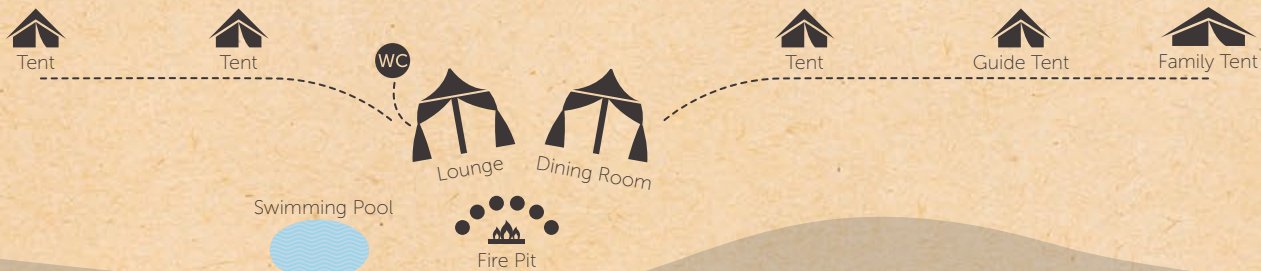 Tent
Tent
WC
Tent
Guide Tent
Family Tent
Lounge
Dining Room
Swimming Pool
Fire Pit